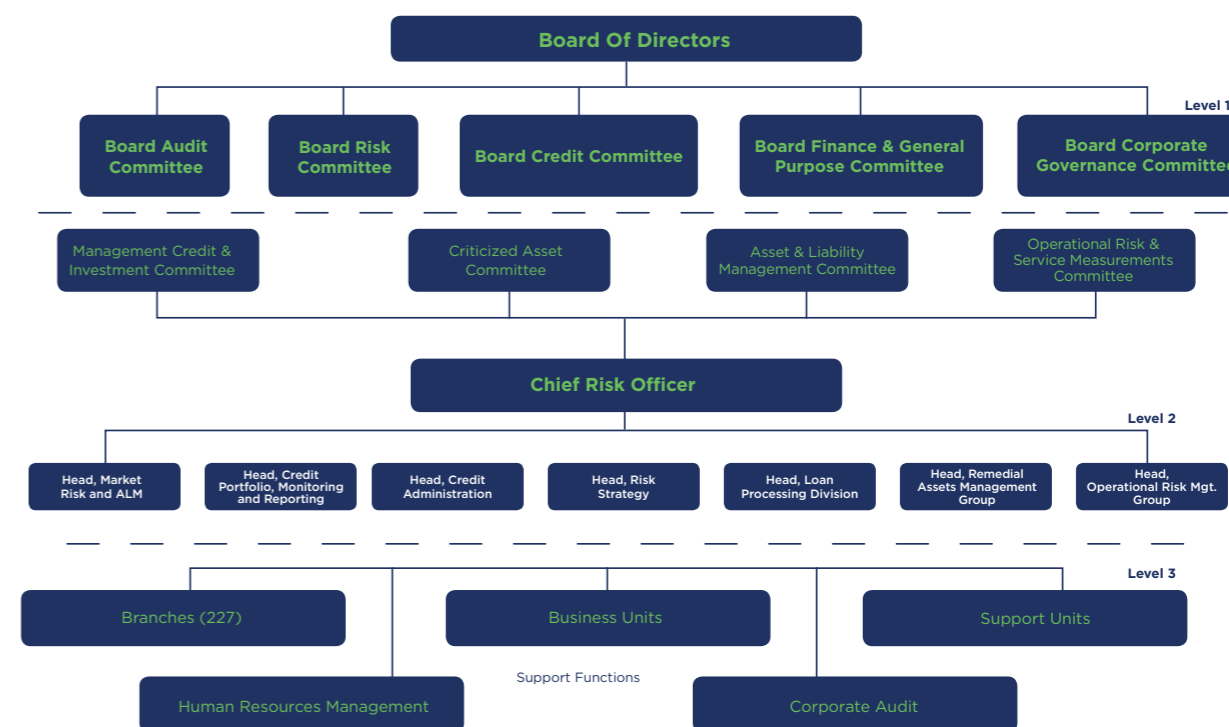 Board Of Directors
Level 1
Board Audit
Committee
Board Risk
Committee
Board Credit Committee
Board Finance & General
Purpose Committee
Board Corporate
Governance Committee
Management Credit &
Investment Committee
Criticized Asset
Committee
Asset & Liability
Management Committee
Operational Risk &
Service Measurements
Committee
Chief Risk Officer
Level 2
Head, Market
Risk and ALM
Head, Credit
Portfolio, Monitoring
and Reporting
Head, Credit
Administration
Head, Risk
Strategy
Head, Loan
Processing Division
Head, Remedial
Assets Management
Group
Head,
Operational Risk Mgt.
Group
Level 3
Branches (227)
Business Units
Support Units
Support Functions
Human Resources Management
Corporate Audit